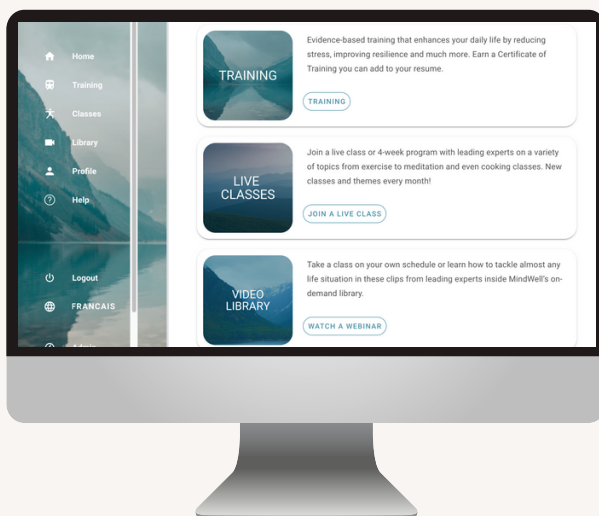 Home
Training
Classes
Library
Profile
Help
Logout
FRANCAIS
Admin
TRAINING
Evidence-based training that enhances your daily life by reducing
stress, improving resilience and much more. Earn a Certificate of
Training you can add to your resume.
TRAINING
LIVE
CLASSES
Join a live class or 4-week program with leading experts on a variety
of topics from exercise to meditation and even cooking classes. New
classes and themes every month!
JOIN A LIVE CLASS
VIDEO
LIBRARY
Take a class on your own schedule or learn how to tackle almost any
life situation in these clips from leading experts inside MindWell's on-
demand library.
WATCH A WEBINAR